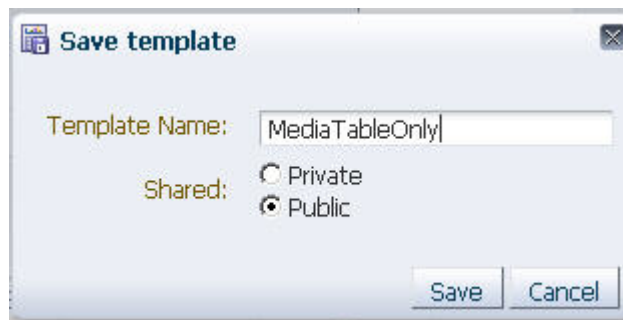 Save template
Template Name: MediaTableOnly
Shared: Private
Public
Save Cancel